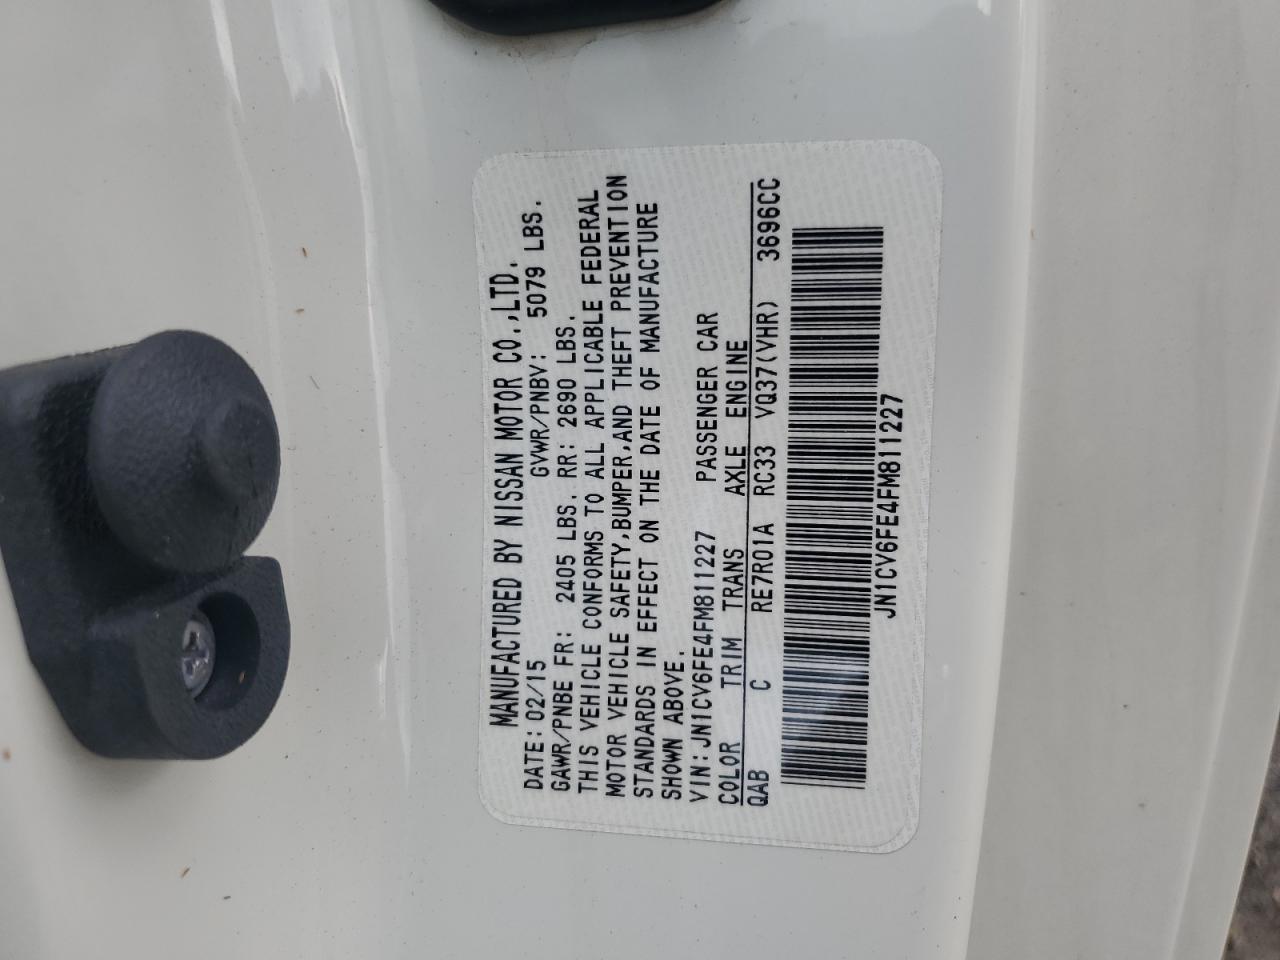 MANUFACTURED BY NISSAN MOTOR CO.,LTD.
DATE: 02/15 GVWR/PNBV: 5079 LBS.
GAWR/PNBE FR: 2405 LBS. RR: 2690 LBS.
THIS VEHICLE CONFORMS TO ALL APPLICABLE FEDERAL
MOTOR VEHICLE SAFETY,BUMPER,AND THEFT PREVENTION
STANDARDS IN EFFECT ON THE DATE OF MANUFACTURE
SHOWN ABOVE.
VIN:JN1CV6FE4FM811227 PASSENGER CAR
COLOR TRIM TRANS AXLE ENGINE
QAB C RE7R01A RC33 VQ37(VHR) 3696CC
JN1CV6FE4FM811227